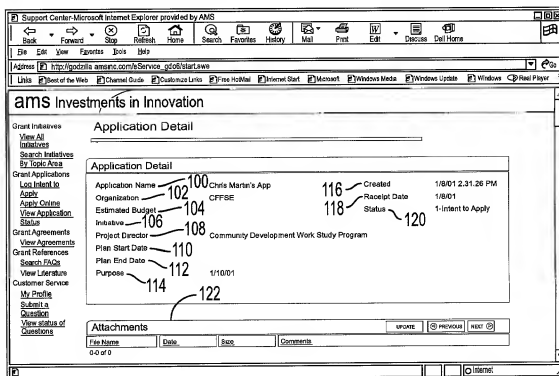 Support Center-Microsoft Internet Explorer provided by AMS
Back Forward Stop Refresh Home Search Favorites History Mail Print Edit Discuss Dell Home
File Edit View Favorites Tools Help
Address http://godzilla amsinc.com/eService_gdo6/start.swe Go
Links Best of the Web Channel Guide Customize Links Free HotMail Internet Start Microsoft Windows Media Windows Update Windows Real Player
ams Investments in Innovation
Grant Initiatives
View All Initiatives
Search Initiatives By Topic Area
Grant Applications
Log Intent to Apply
Apply Online
View Application Status
Grant Agreements
View Agreements
Grant References
Search FAQs
View Literature
Customer Service
My Profile
Submit a Question
View status of Questions
Application Detail
Application Detail
Application Name 100 Chris Martin's App 116 Created 1/8/01 2.31.26 PM
Organization 102 CFFSE 118 Receipt Date 1/8/01
Estimated Budget 104 Status 120 1-Intent to Apply
Initiative 106
Project Director 108 Community Development Work Study Program
Plan Start Date 110
Plan End Date 112
Purpose 114 1/10/01
122
Attachments UPDATE PREVIOUS NEXT
File Name Date Size Comments
0-0 of 0
Internet